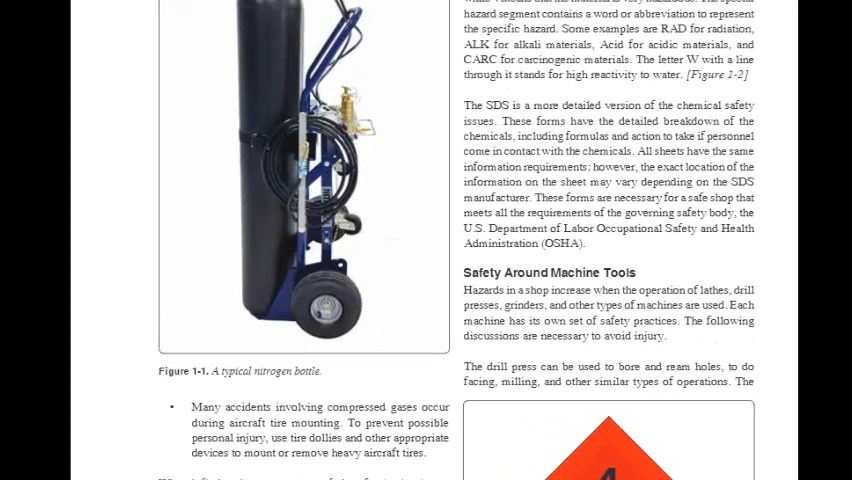 Figure 1-1. A typical nitrogen bottle.
• Many accidents involving compressed gases occur
during aircraft tire mounting. To prevent possible
personal injury, use tire dollies and other appropriate
devices to mount or remove heavy aircraft tires.
hazard segment contains a word or abbreviation to represent
the specific hazard. Some examples are RAD for radiation,
ALK for alkali materials, Acid for acidic materials, and
CARC for carcinogenic materials. The letter W with a line
through it stands for high reactivity to water. [Figure 1-2]
The SDS is a more detailed version of the chemical safety
issues. These forms have the detailed breakdown of the
chemicals, including formulas and action to take if personnel
come in contact with the chemicals. All sheets have the same
information requirements; however, the exact location of the
information on the sheet may vary depending on the SDS
manufacturer. These forms are necessary for a safe shop that
meets all the requirements of the governing safety body, the
U.S. Department of Labor Occupational Safety and Health
Administration (OSHA).
Safety Around Machine Tools
Hazards in a shop increase when the operation of lathes, drill
presses, grinders, and other types of machines are used. Each
machine has its own set of safety practices. The following
discussions are necessary to avoid injury.
The drill press can be used to bore and ream holes, to do
facing, milling, and other similar types of operations. The
4